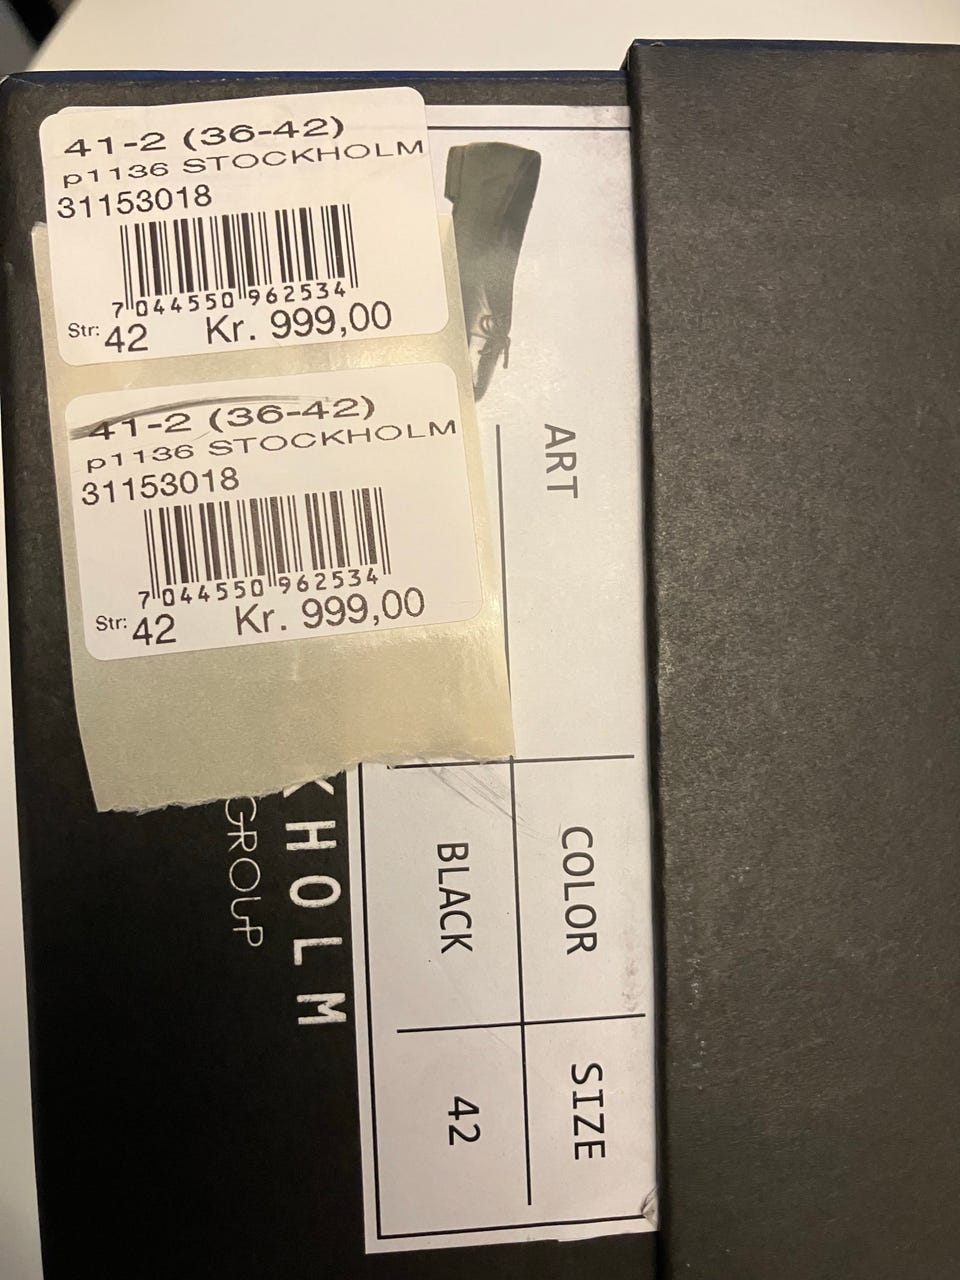 41-2 (36-42)
p1136 STOCKHOLM
31153018
7 044550 962534
Str: 42 Kr. 999,00
41-2 (36-42)
p1136 STOCKHOLM
31153018
7 044550 962534
Str: 42 Kr. 999,00
ART
COLOR
SIZE
BLACK
42
KHOLM
GROUP